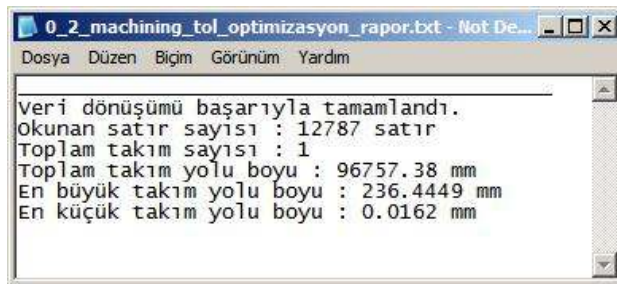 0_2_machining_tol_optimizasyon_rapor.txt - Not De...
Dosya Düzen Biçim Görünüm Yardım
Veri dönüşümü başarıyla tamamlandı.
Okunan satır sayısı : 12787 satır
Toplam takım sayısı : 1
Toplam takım yolu boyu : 96757.38 mm
En büyük takım yolu boyu : 236.4449 mm
En küçük takım yolu boyu : 0.0162 mm